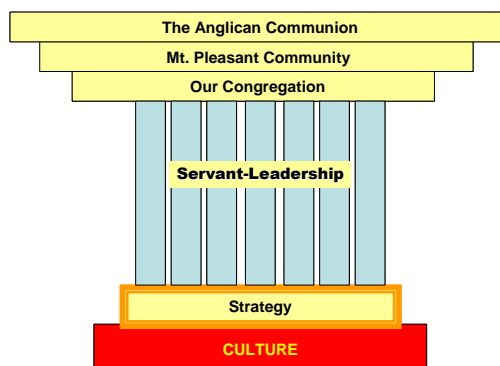 The Anglican Communion
Mt. Pleasant Community
Our Congregation
Servant-Leadership
Strategy
CULTURE